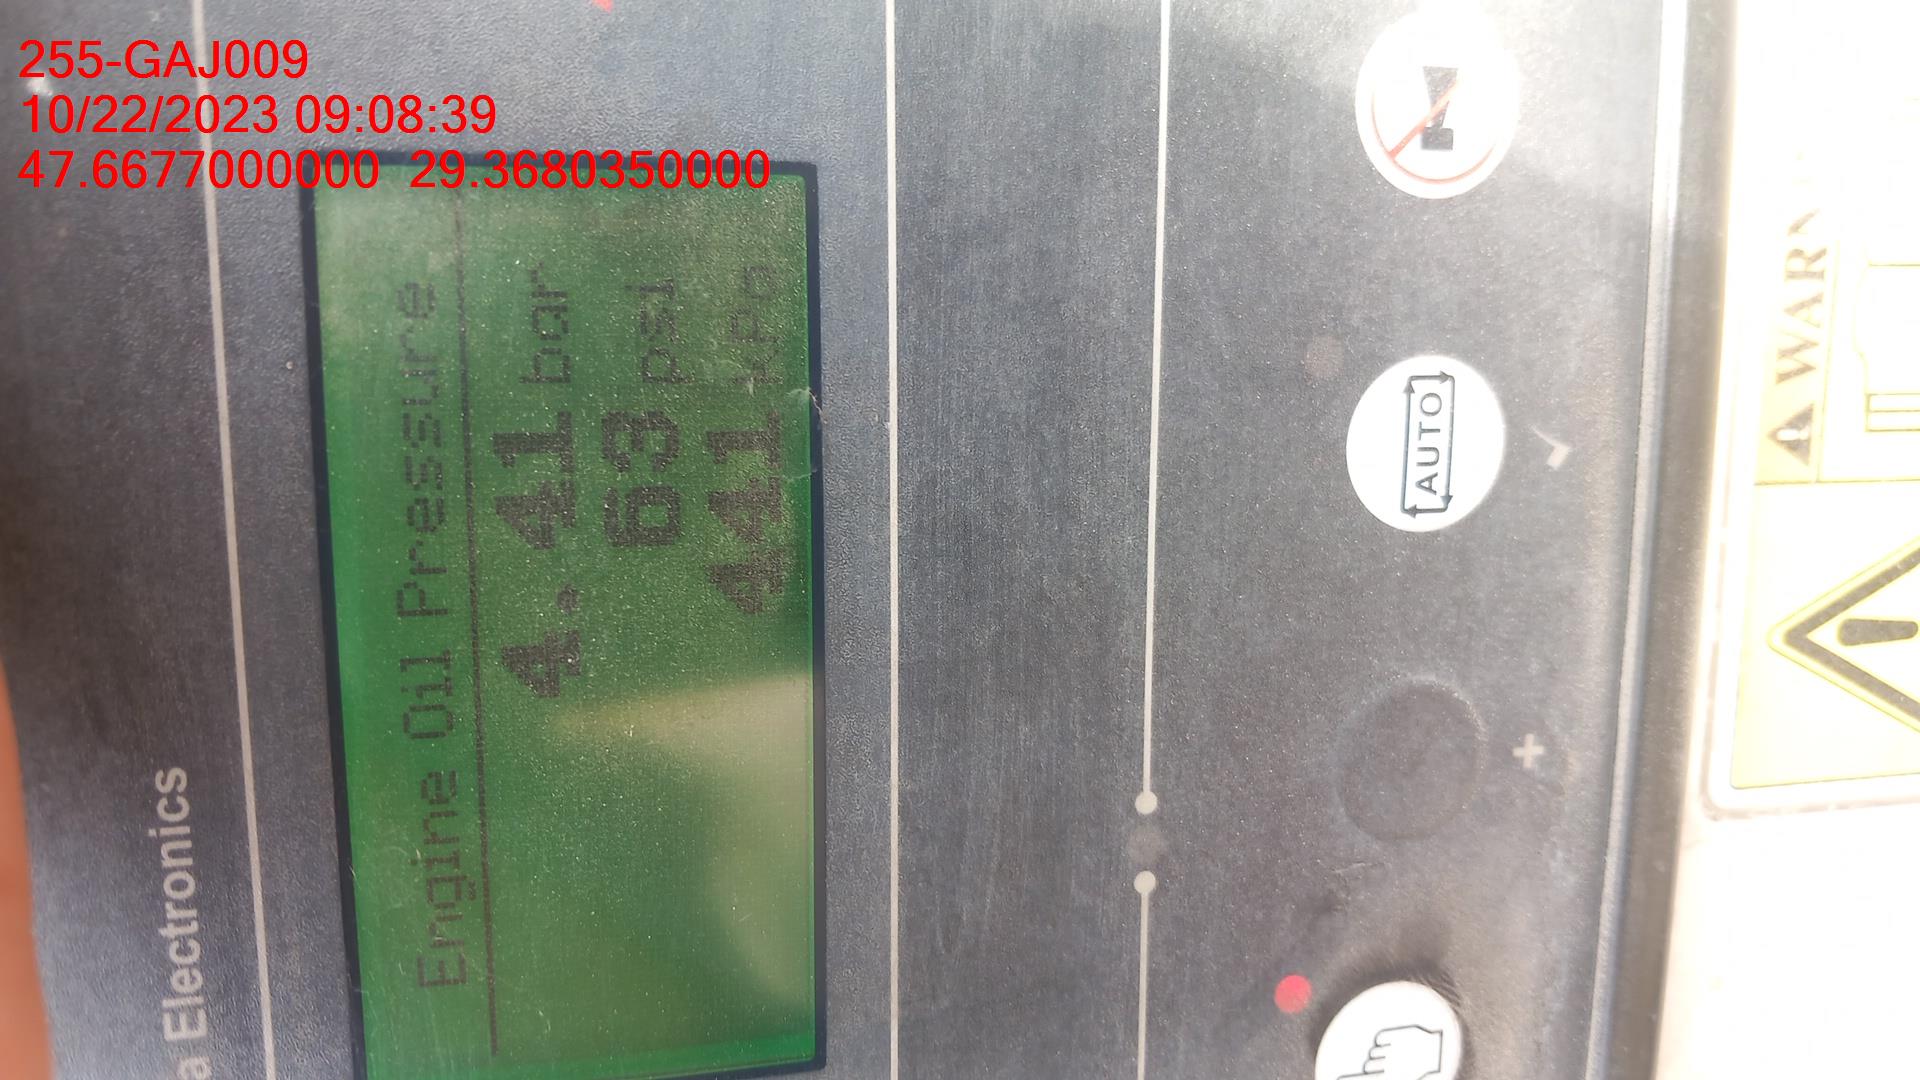 255-GAJ009
10/22/2023 09:08:39
47.6677000000 29.3680350000
a Electronics
Engine Oil Pressure
4.41 bar
63 psi
441 kPa
AUTO
+
WARN